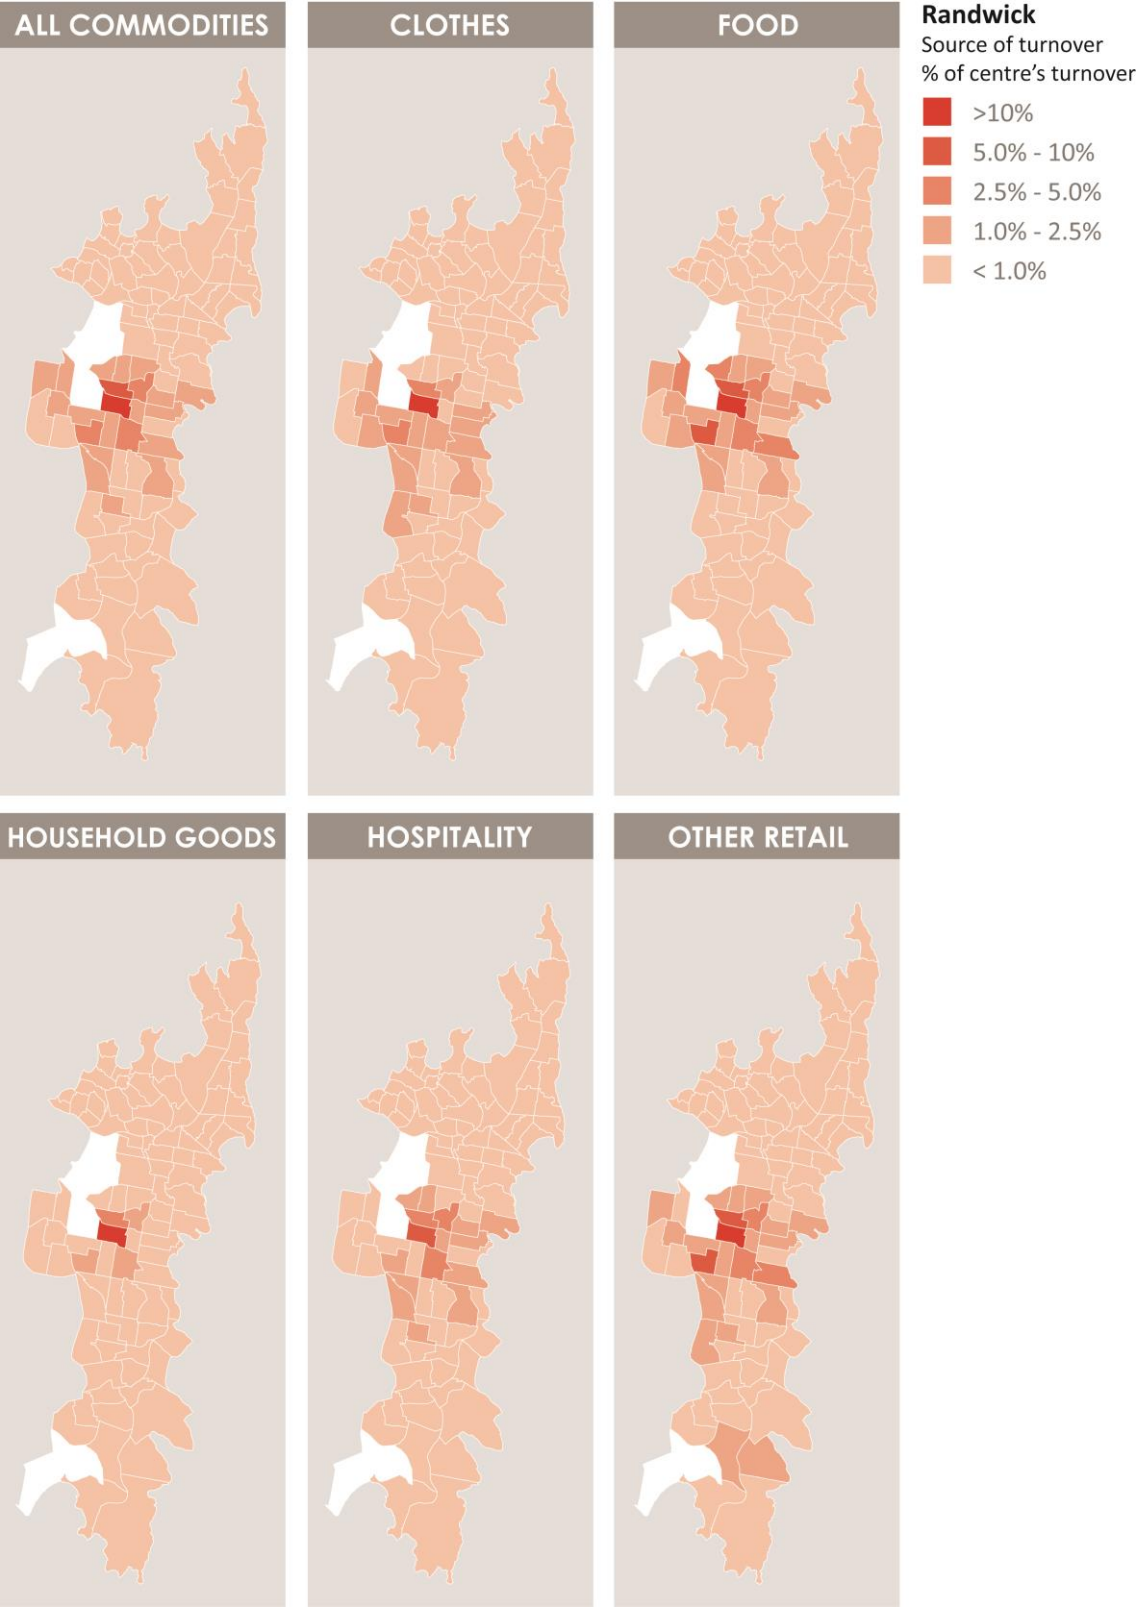 ALL COMMODITIES
CLOTHES
FOOD
Randwick
Source of turnover
% of centre's turnover
>10%
5.0% - 10%
2.5% - 5.0%
1.0% - 2.5%
< 1.0%
HOUSEHOLD GOODS
HOSPITALITY
OTHER RETAIL